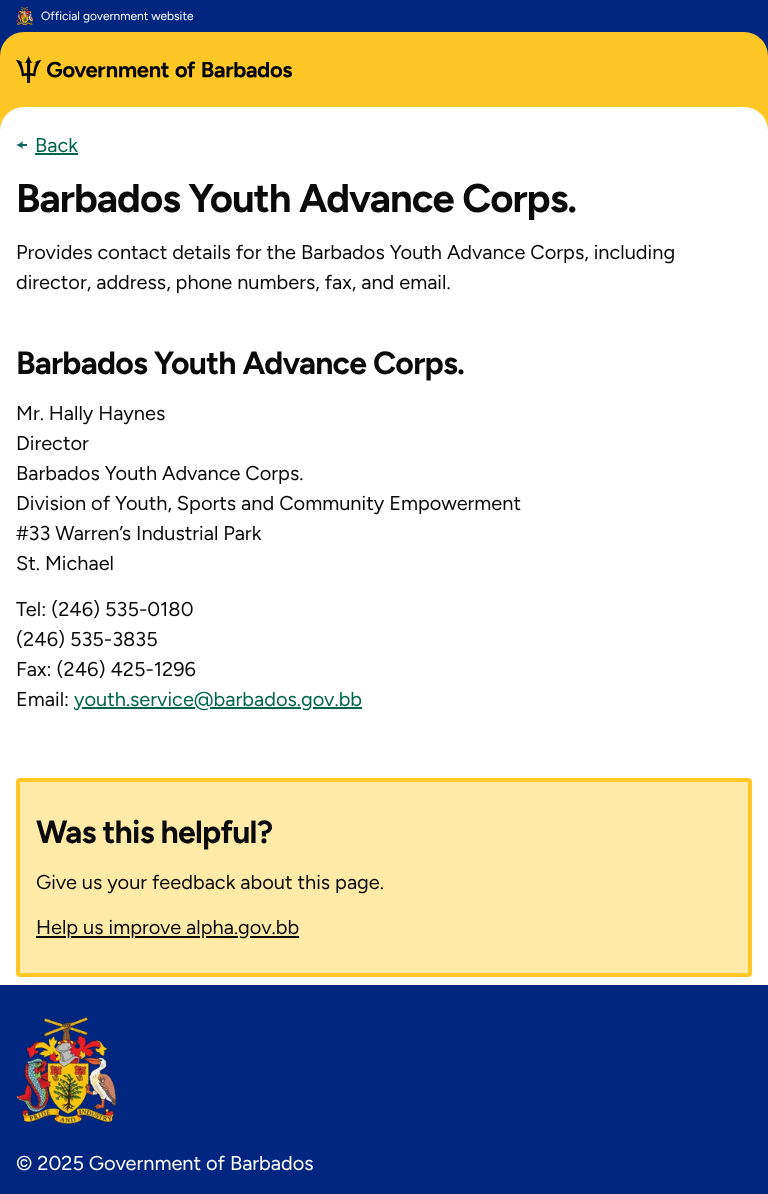 Official government website
Government of Barbados
Back
Barbados Youth Advance Corps.
Provides contact details for the Barbados Youth Advance Corps, including
director, address, phone numbers, fax, and email.
Barbados Youth Advance Corps.
Mr. Hally Haynes
Director
Barbados Youth Advance Corps.
Division of Youth, Sports and Community Empowerment
#33 Warren’s Industrial Park
St. Michael
Tel: (246) 535-0180
(246) 535-3835
Fax: (246) 425-1296
Email: youth.service@barbados.gov.bb
Was this helpful?
Give us your feedback about this page.
Help us improve alpha.gov.bb
PRIDE AND INDUSTRY
© 2025 Government of Barbados